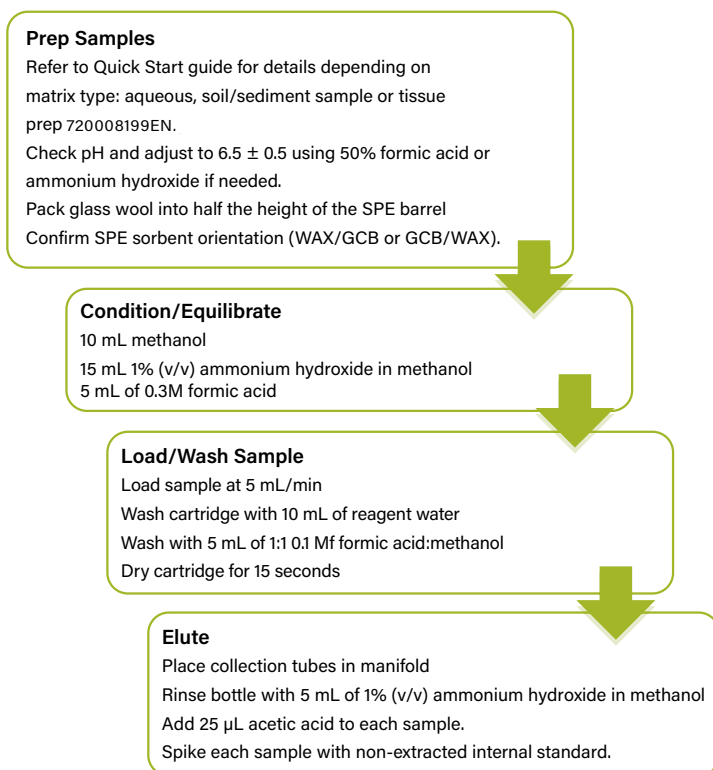 Prep Samples
Refer to Quick Start guide for details depending on
matrix type: aqueous, soil/sediment sample or tissue
prep 720008199EN.
Check pH and adjust to 6.5 ± 0.5 using 50% formic acid or
ammonium hydroxide if needed.
Pack glass wool into half the height of the SPE barrel
Confirm SPE sorbent orientation (WAX/GCB or GCB/WAX).
Condition/Equilibrate
10 mL methanol
15 mL 1% (v/v) ammonium hydroxide in methanol
5 mL of 0.3M formic acid
Load/Wash Sample
Load sample at 5 mL/min
Wash cartridge with 10 mL of reagent water
Wash with 5 mL of 1:1 0.1 Mf formic acid:methanol
Dry cartridge for 15 seconds
Elute
Place collection tubes in manifold
Rinse bottle with 5 mL of 1% (v/v) ammonium hydroxide in methanol
Add 25 µL acetic acid to each sample.
Spike each sample with non-extracted internal standard.